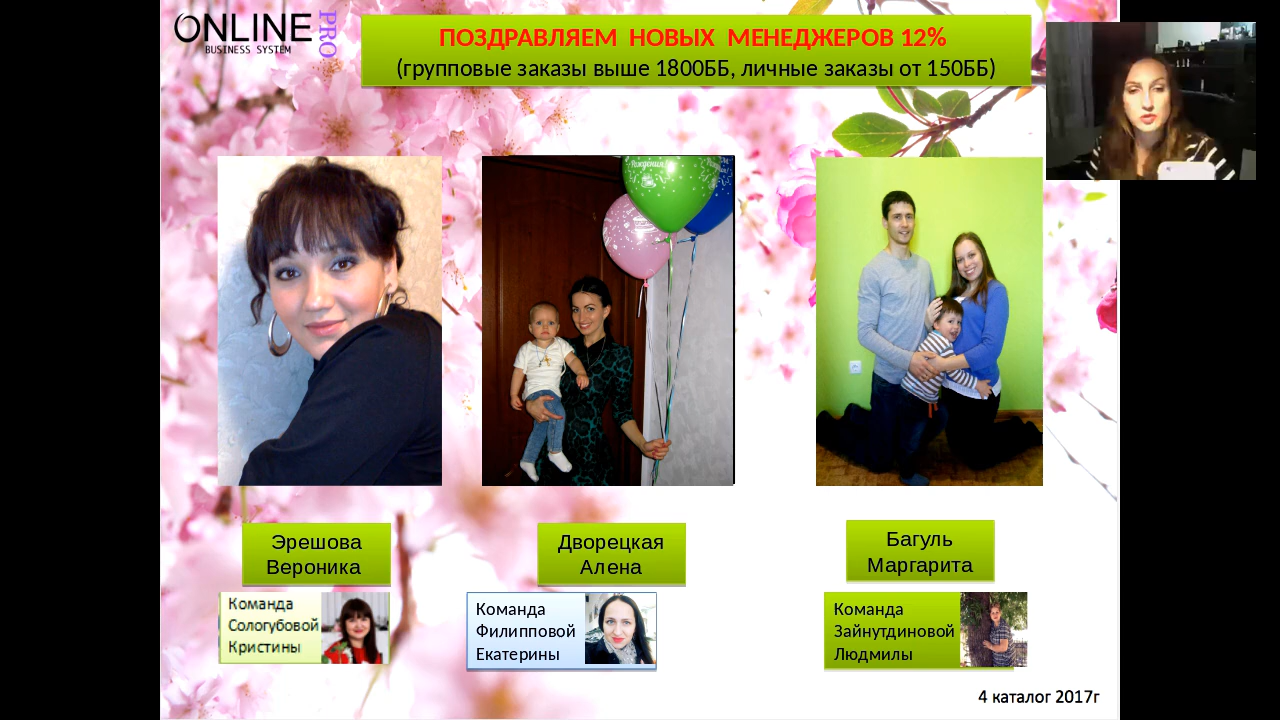 ONLINE PRO
BUSINESS SYSTEM
ПОЗДРАВЛЯЕМ НОВЫХ МЕНЕДЖЕРОВ 12%
(групповые заказы выше 1800ББ, личные заказы от 150ББ)
Рождения
Эрешова
Вероника
Дворецкая
Алена
Багуль
Маргарита
Команда
Сологубовой
Кристины
Команда
Филипповой
Екатерины
Команда
Зайнутдиновой
Людмилы
4 каталог 2017г